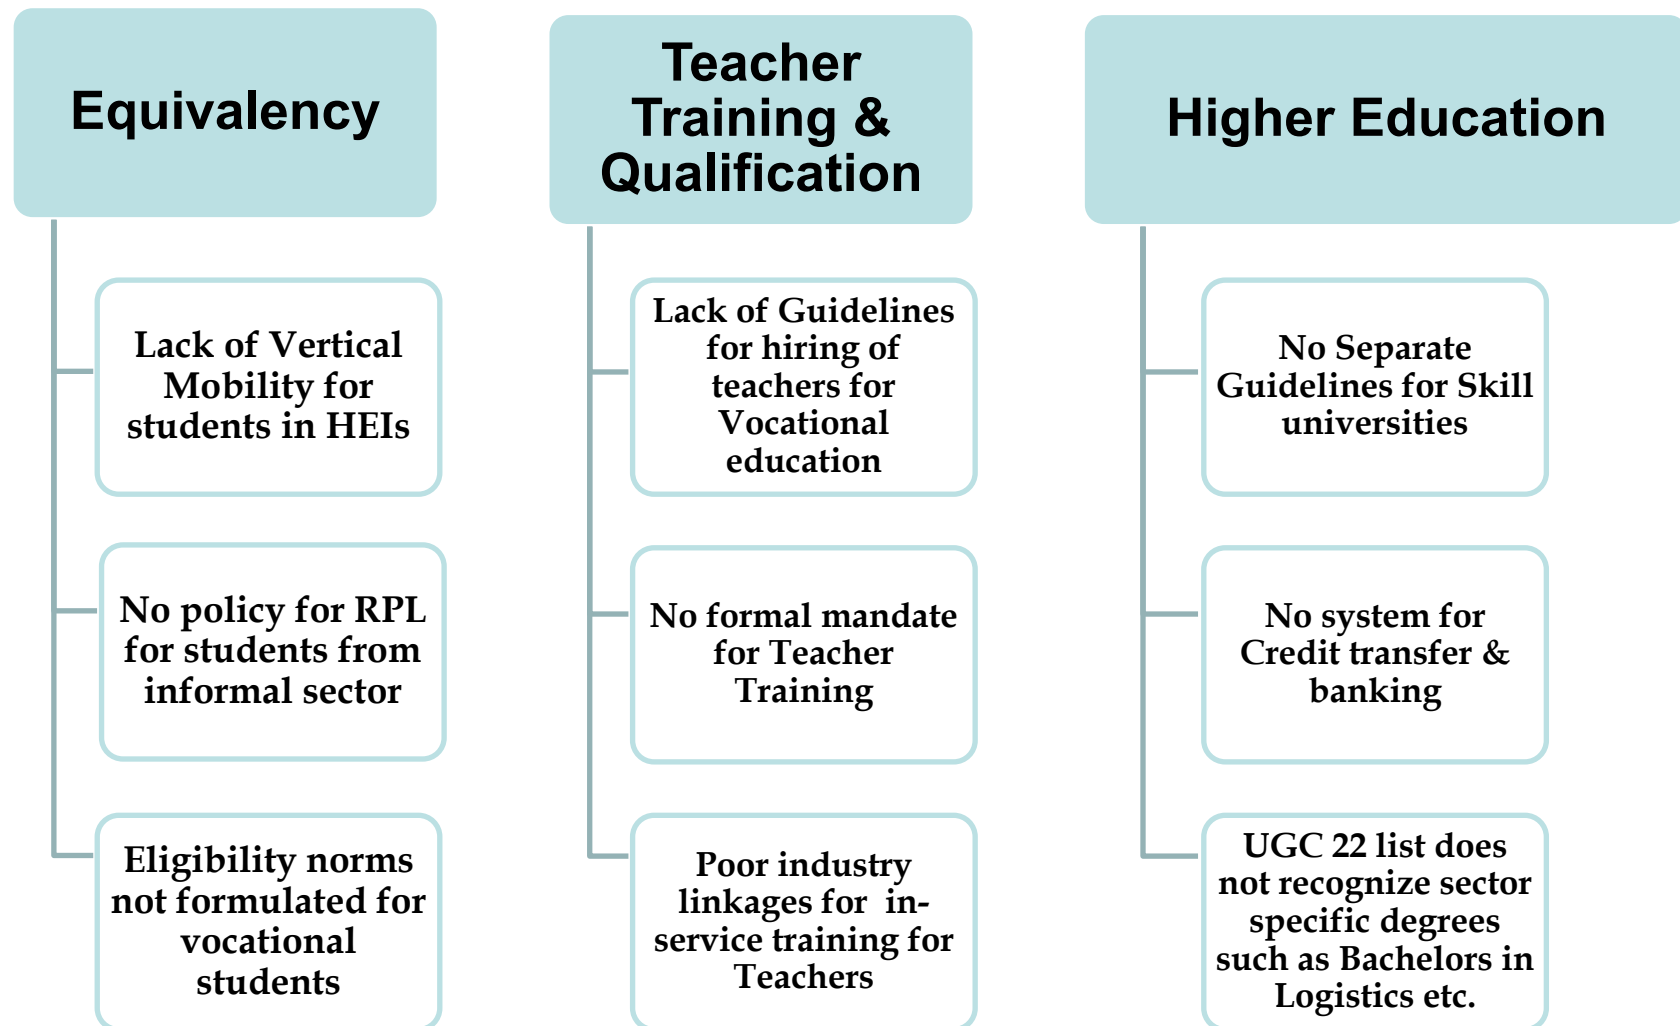 Equivalency
Lack of Vertical
Mobility for
students in HEIs
No policy for RPL
for students from
informal sector
Eligibility norms
not formulated for
vocational
students
Teacher
Training &
Qualification
Lack of Guidelines
for hiring of
teachers for
Vocational
education
No formal mandate
for Teacher
Training
Poor industry
linkages for in-
service training for
Teachers
Higher Education
No Separate
Guidelines for Skill
universities
No system for
Credit transfer &
banking
UGC 22 list does
not recognize sector
specific degrees
such as Bachelors in
Logistics etc.